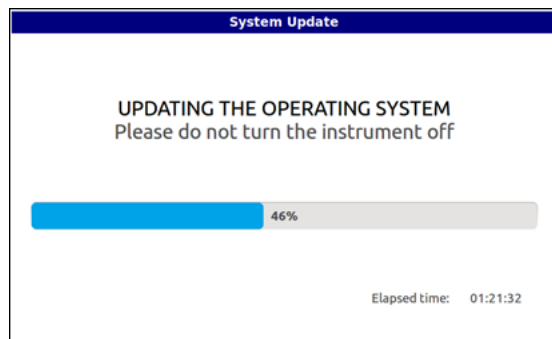 System Update
UPDATING THE OPERATING SYSTEM
Please do not turn the instrument off
46%
Elapsed time: 01:21:32